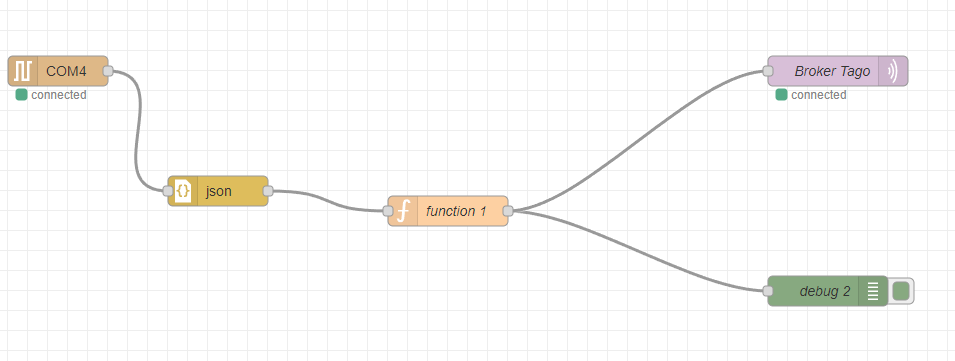 COM4
connected
Broker Tago
connected
json
function 1
debug 2